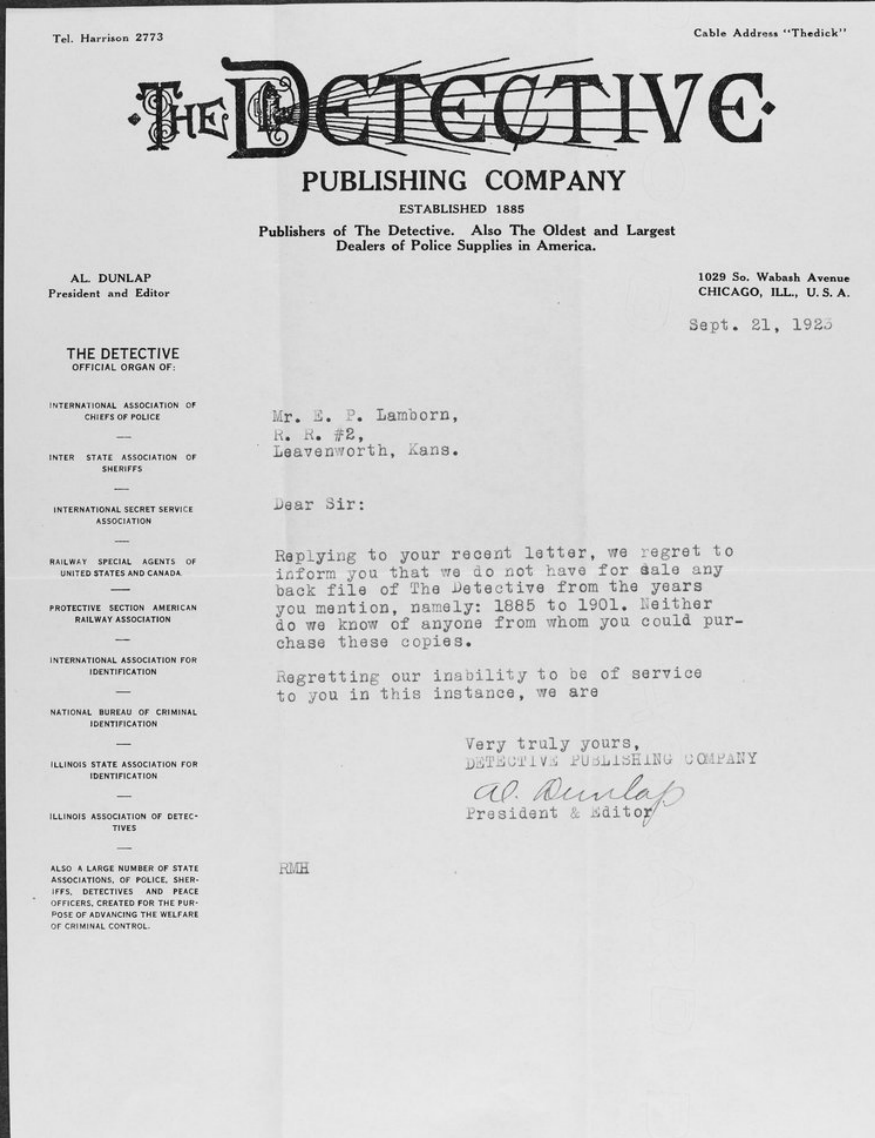 Tel. Harrison 2773
Cable Address "Thedick"
THE DETECTIVE
PUBLISHING COMPANY
ESTABLISHED 1885
Publishers of The Detective. Also The Oldest and Largest
Dealers of Police Supplies in America.
AL. DUNLAP
President and Editor
1029 So. Wabash Avenue
CHICAGO, ILL., U. S. A.
Sept. 21,
THE DETECTIVE
OFFICIAL ORGAN OF:
INTERNATIONAL ASSOCIATION OF
CHIEFS OF POLICE
INTER STATE ASSOCIATION OF
SHERIFFS
INTERNATIONAL SECRET SERVICE
ASSOCIATION
RAILWAY SPECIAL AGENTS OF
UNITED STATES AND CANADA.
PROTECTIVE SECTION AMERICAN
RAILWAY ASSOCIATION
INTERNATIONAL ASSOCIATION FOR
IDENTIFICATION
NATIONAL BUREAU OF CRIMINAL
IDENTIFICATION
ILLINOIS STATE ASSOCIATION FOR
IDENTIFICATION
ILLINOIS ASSOCIATION OF DETEC-
TIVES
ALSO A LARGE NUMBER OF STATE
ASSOCIATIONS, OF POLICE, SHER-
IFFS, DETECTIVES AND PEACE
OFFICERS, CREATED FOR THE PUR-
POSE OF ADVANCING THE WELFARE
OF CRIMINAL CONTROL.
Mr. E. P. Lamborn,
R. R. #2,
Leavenworth, Kans.
Dear Sir:
Replying to your recent letter, we regret to
inform you that we do not have for sale any
back file of The Detective from the years
you mention, namely: 1885 to 1901. Neither
do we know of anyone from whom you could pur-
chase these copies.
Regretting our inability to be of service
to you in this instance, we are
Very truly yours,
DETECTIVE PUBLISHING COMPANY
Al. Dunlap
President & Editor
RMH